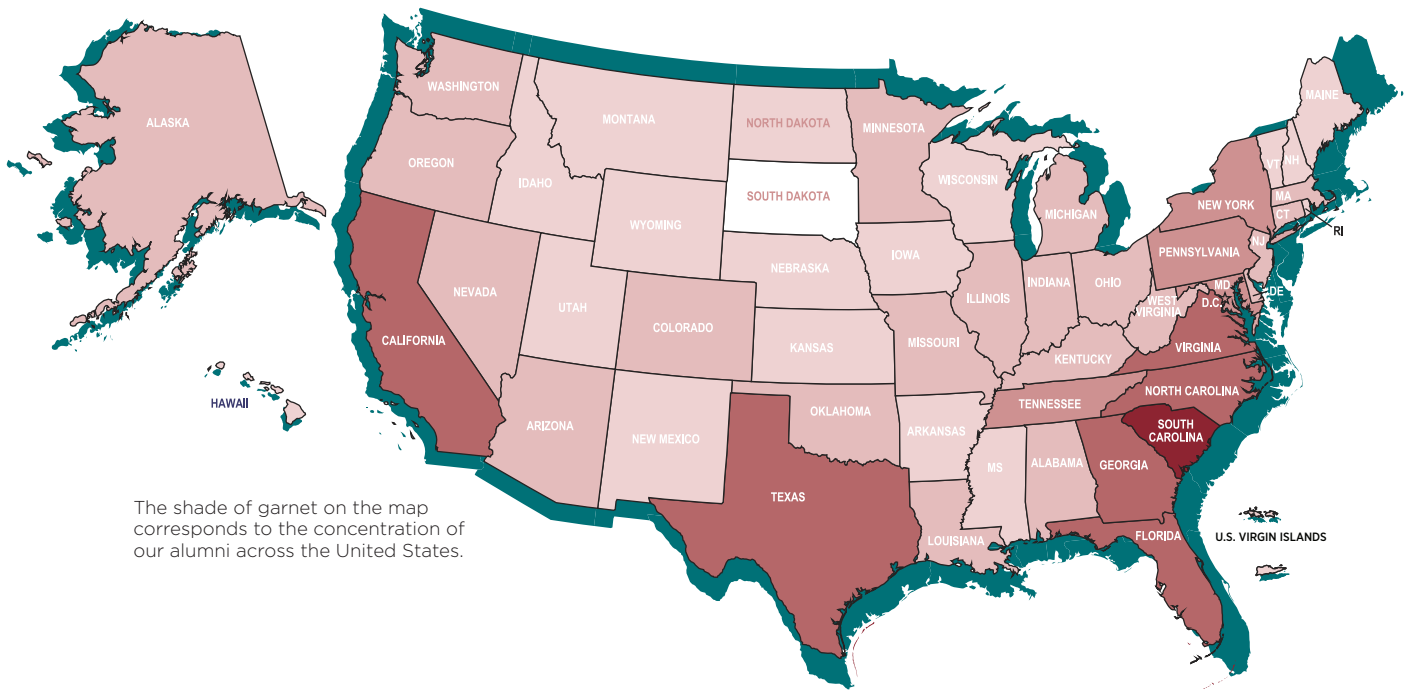 WASHINGTON
MONTANA
NORTH DAKOTA
MINNESOTA
MAINE
ALASKA
OREGON
IDAHO
WISCONSIN
VT
NH
SOUTH DAKOTA
MICHIGAN
NEW YORK
MA
CT
RI
WYOMING
NEBRASKA
IOWA
PENNSYLVANIA
NJ
NEVADA
UTAH
COLORADO
ILLINOIS
INDIANA
OHIO
MD
DE
D.C.
WEST
VIRGINIA
CALIFORNIA
KANSAS
MISSOURI
KENTUCKY
VIRGINIA
HAWAII
ARIZONA
NEW MEXICO
OKLAHOMA
ARKANSAS
TENNESSEE
NORTH CAROLINA
SOUTH
CAROLINA
TEXAS
MS
ALABAMA
GEORGIA
LOUISIANA
FLORIDA
U.S. VIRGIN ISLANDS
The shade of garnet on the map
corresponds to the concentration of
our alumni across the United States.